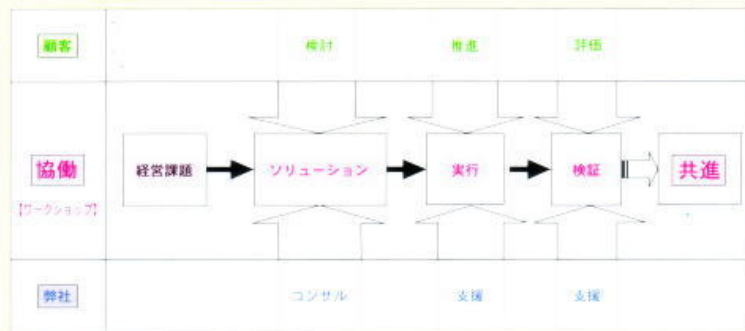 顧客
検討
推進
評価
協働
【ワークショップ】
経営課題
ソリューション
実行
検証
共進
弊社
コンサル
支援
支援